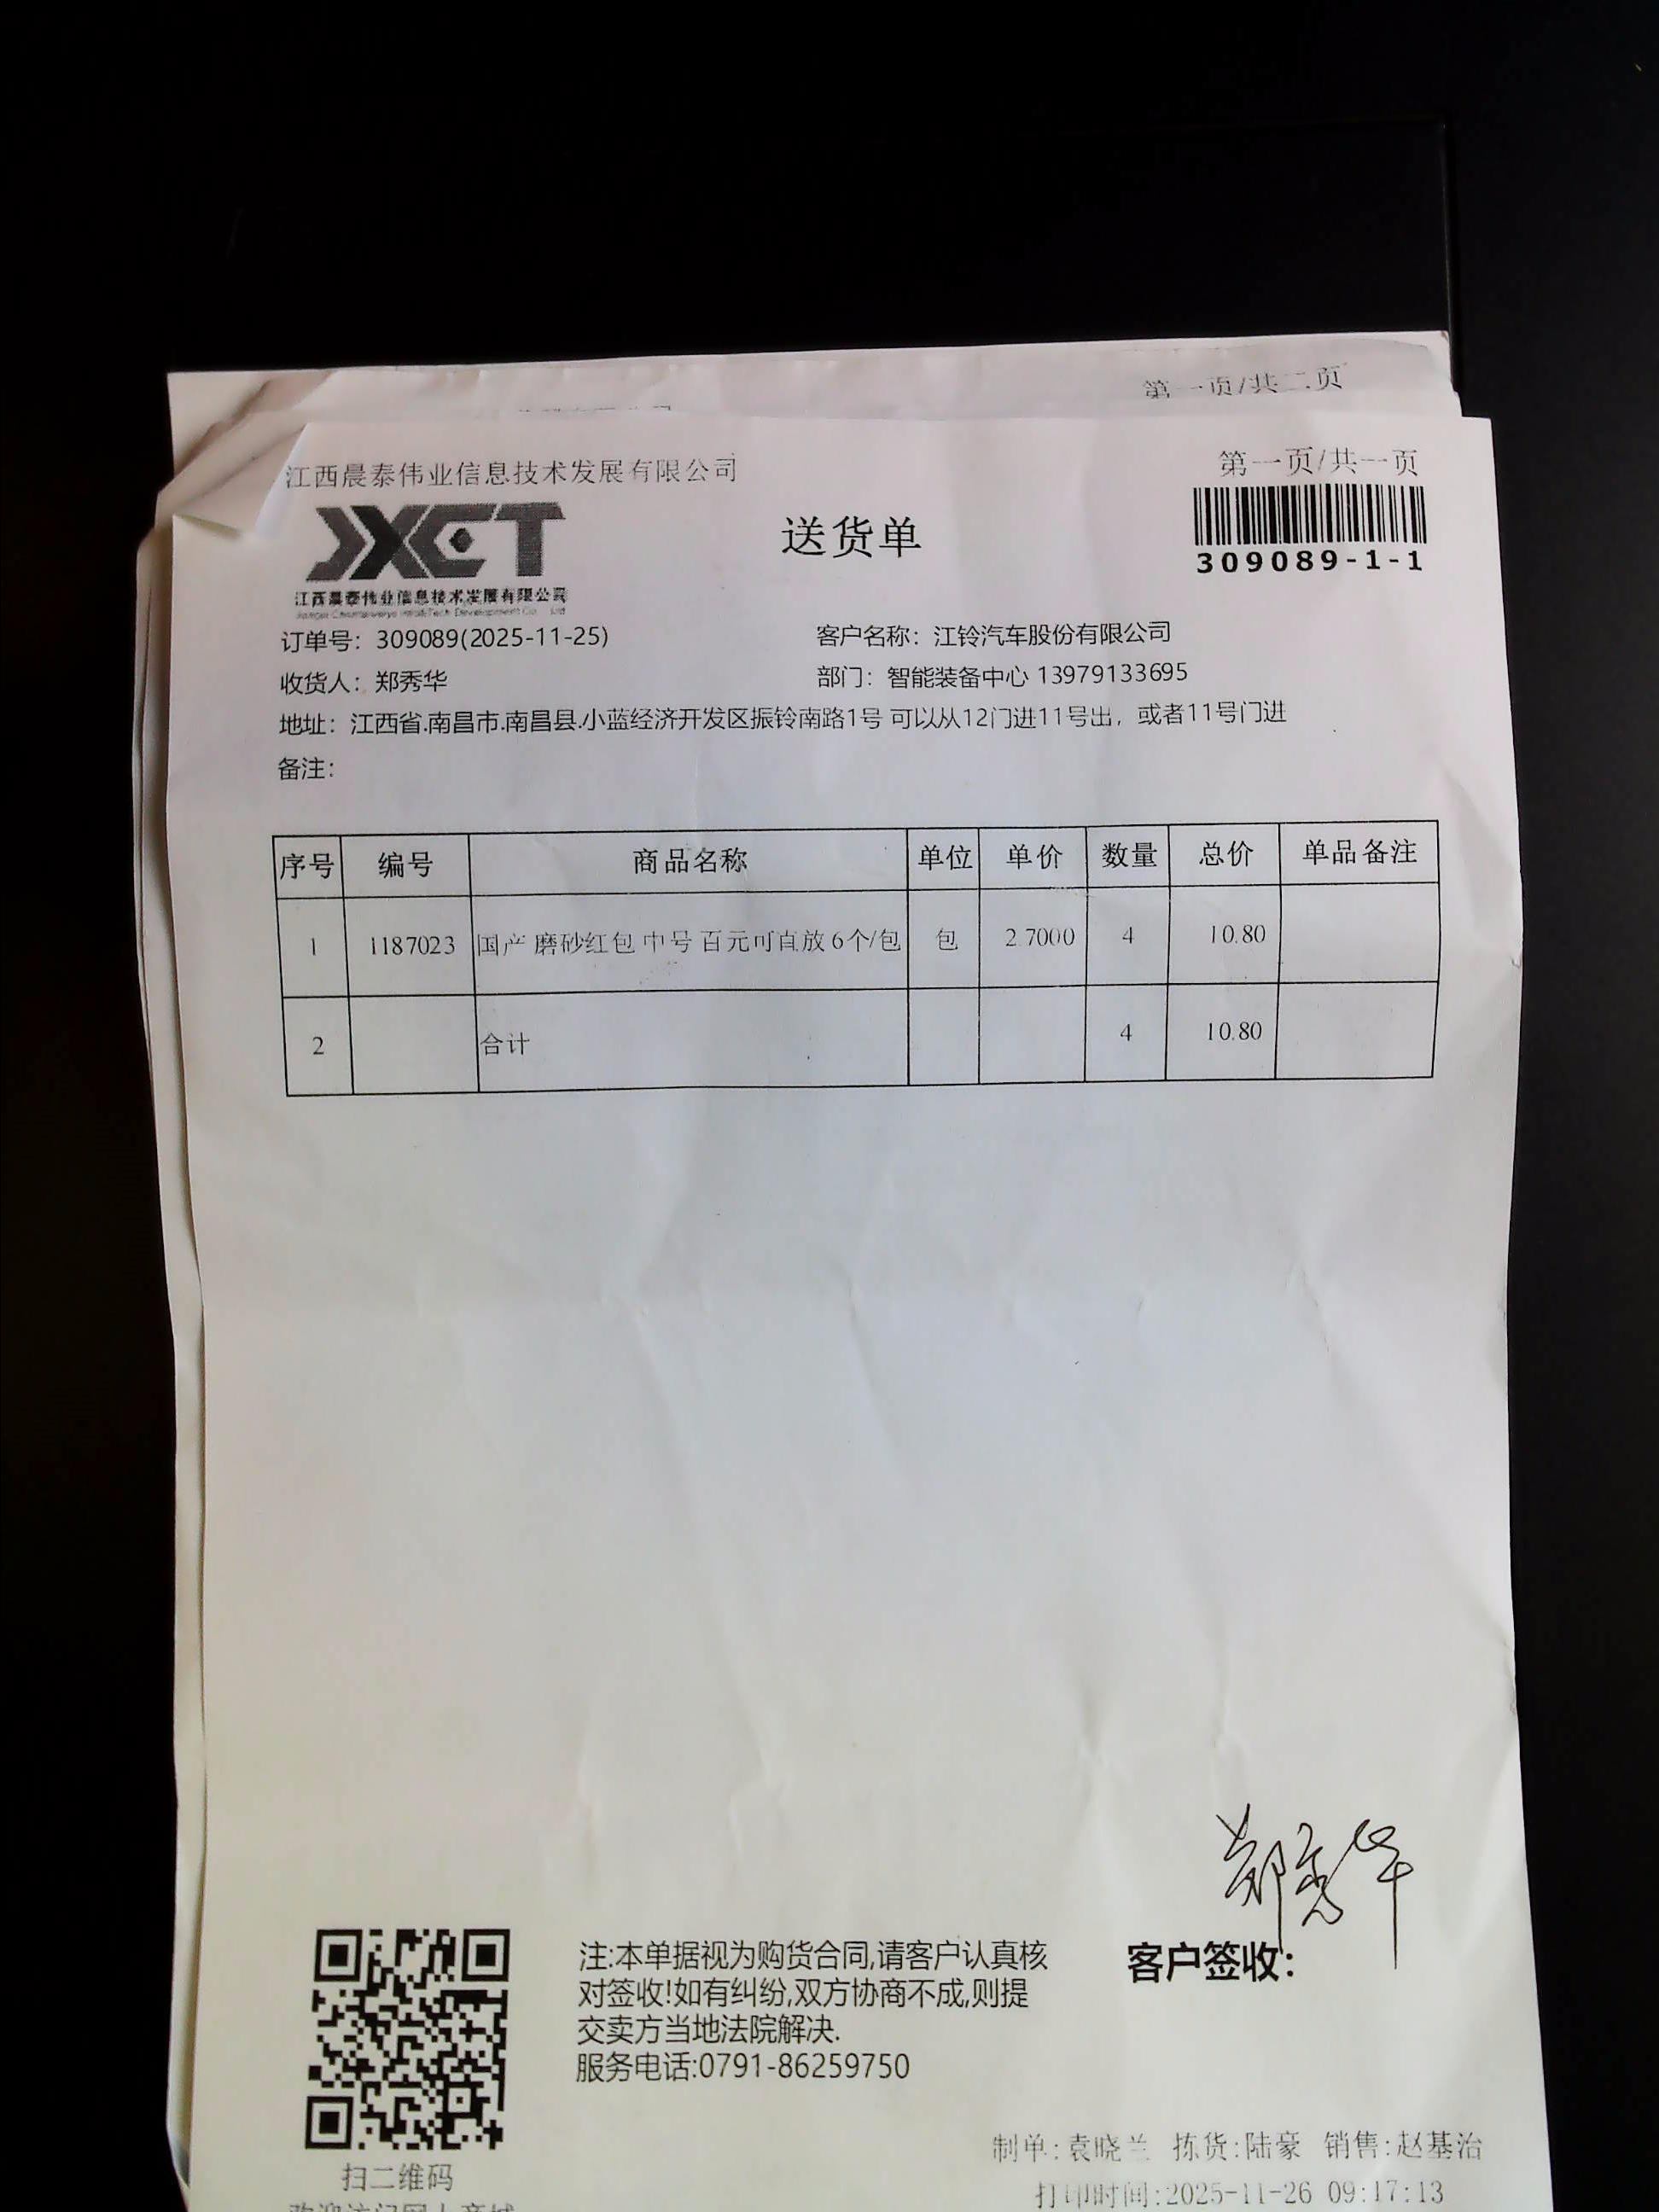 第一页/共二页
江西晨泰伟业信息技术发展有限公司
第一页/共一页
JXCT
送货单
309089-1-1
江西晨泰伟业信息技术发展有限公司
订单号：309089(2025-11-25)
客户名称：江铃汽车股份有限公司
收货人：郑秀华
部门：智能装备中心 13979133695
地址：江西省.南昌市.南昌县.小蓝经济开发区振铃南路1号 可以从12门进11号出，或者11号门进
备注：
序号 编号 商品名称 单位 单价 数量 总价 单品备注
1 1187023 国产 磨砂红包 中号 百元可直放 6个/包 包 2.7000 4 10.80
2 合计 4 10.80
郑秀华
注:本单据视为购货合同,请客户认真核
对签收!如有纠纷,双方协商不成,则提
交卖方当地法院解决.
服务电话:0791-86259750
客户签收：
扫二维码
制单:袁晓兰 拣货:陆豪 销售:赵基治
打印时间:2025-11-26 09:17:13